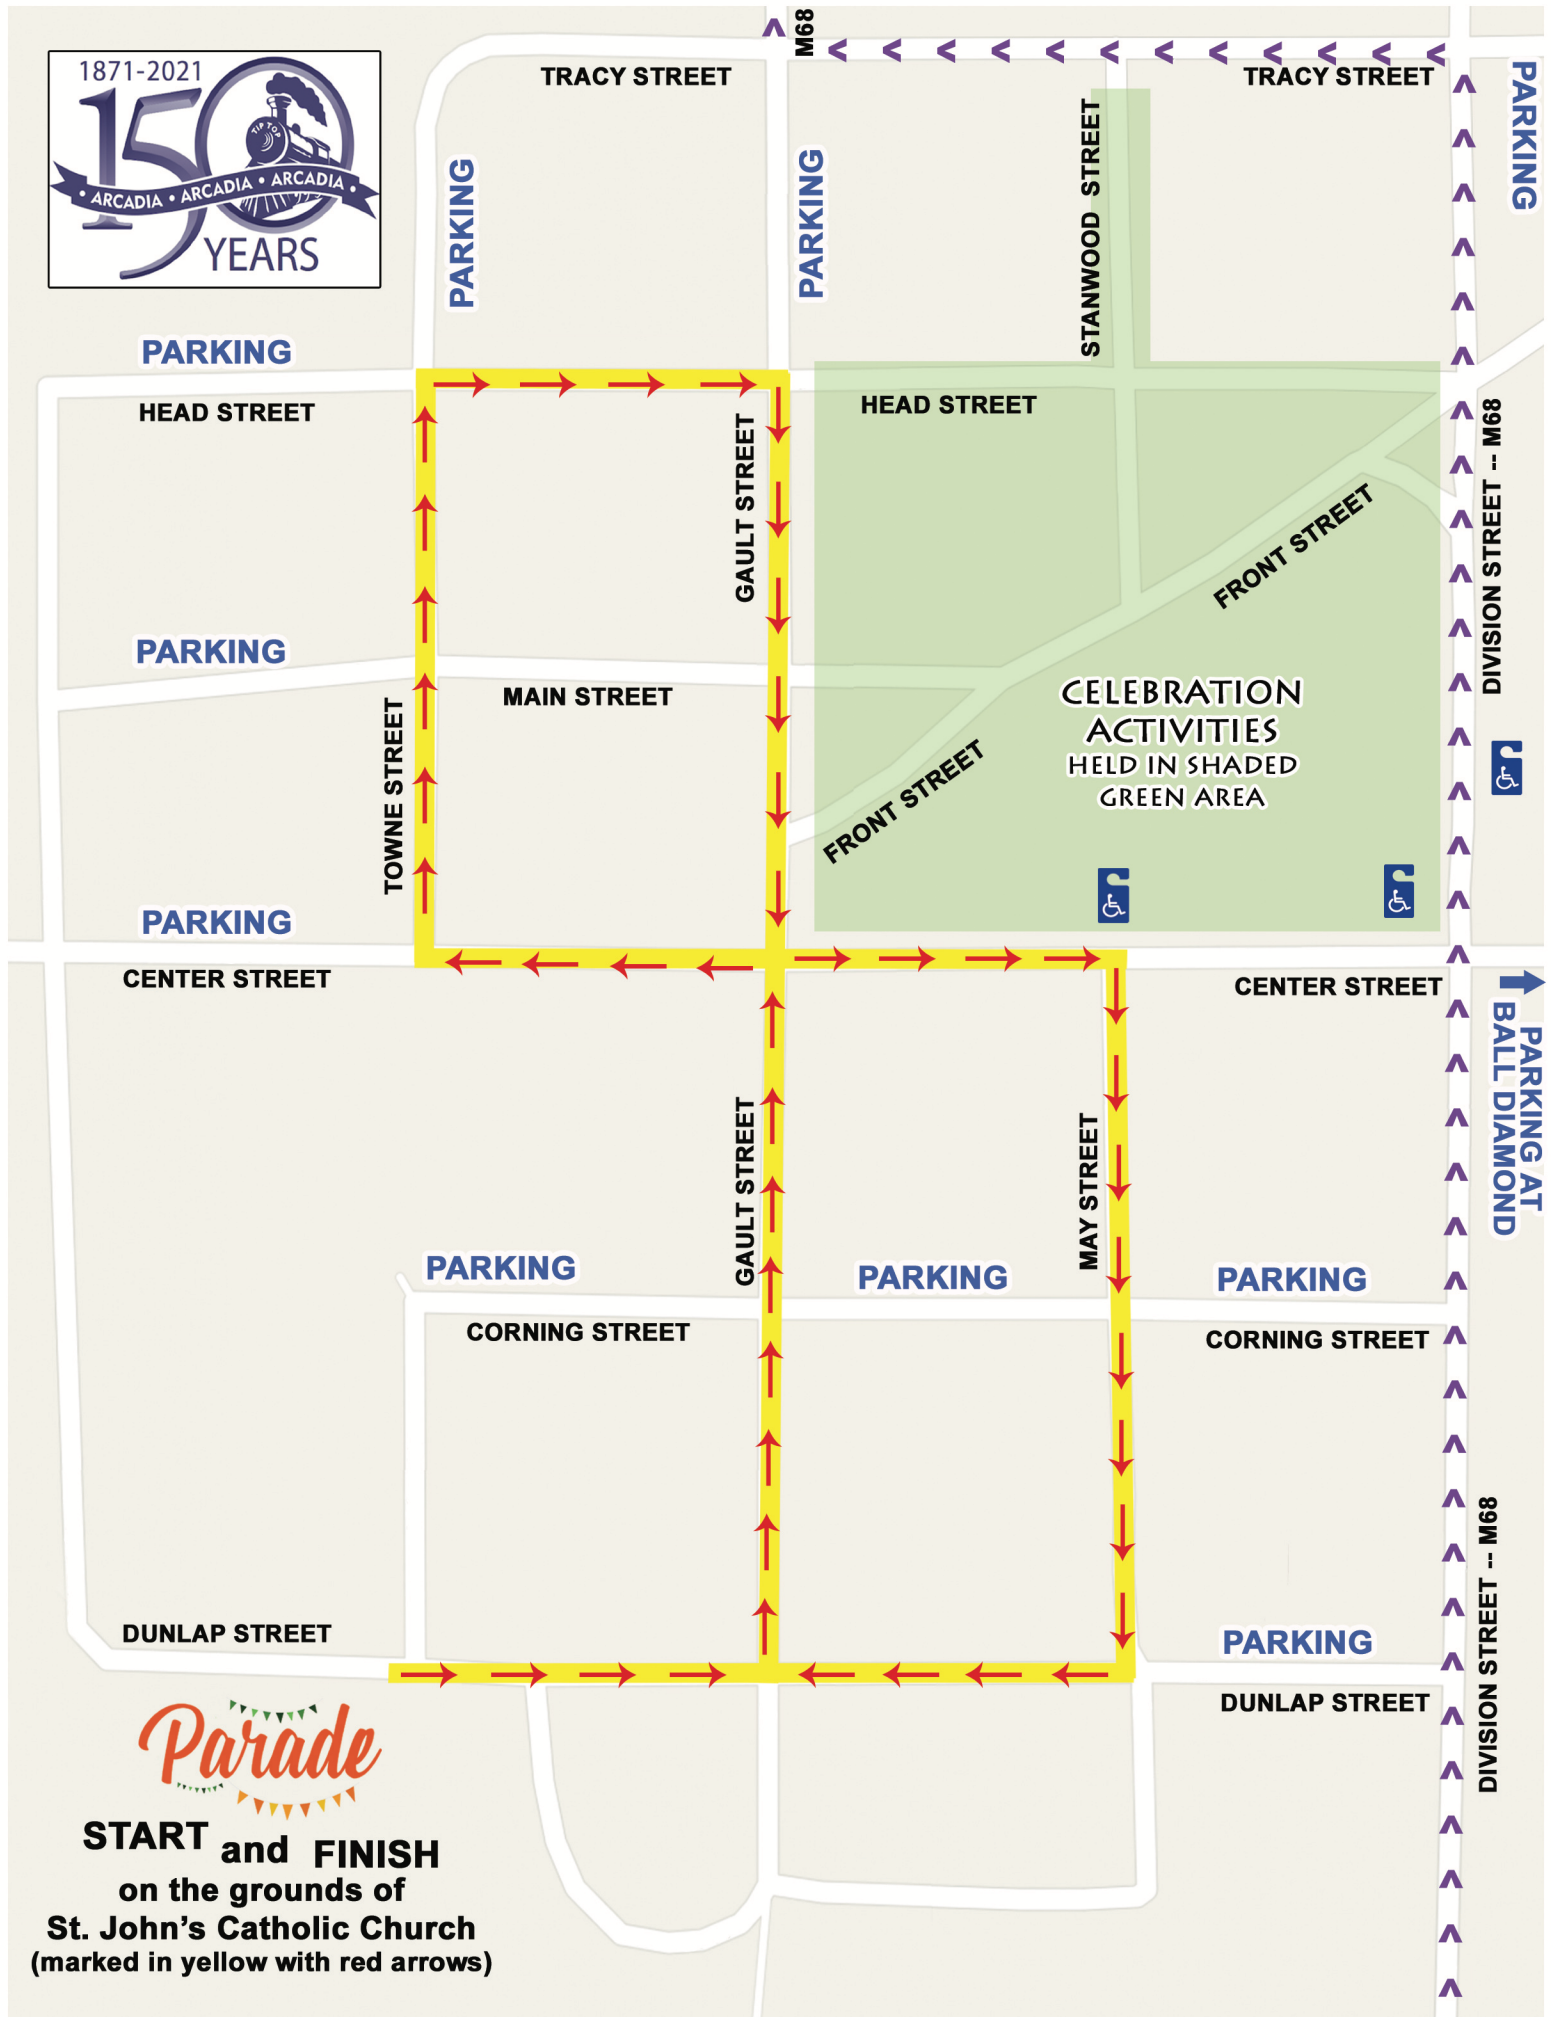 M68
TRACY STREET
TRACY STREET
1871-2021
150
TIP TOP
• ARCADIA • ARCADIA • ARCADIA •
YEARS
PARKING
PARKING
PARKING
STANWOOD STREET
PARKING
HEAD STREET
HEAD STREET
GAULT STREET
DIVISION STREET -- M68
FRONT STREET
PARKING
MAIN STREET
TOWNE STREET
CELEBRATION
ACTIVITIES
HELD IN SHADED
GREEN AREA
FRONT STREET
PARKING
CENTER STREET
CENTER STREET
PARKING AT
BALL DIAMOND
GAULT STREET
MAY STREET
PARKING
PARKING
PARKING
CORNING STREET
CORNING STREET
DIVISION STREET -- M68
DUNLAP STREET
PARKING
DUNLAP STREET
Parade
START and FINISH
on the grounds of
St. John's Catholic Church
(marked in yellow with red arrows)